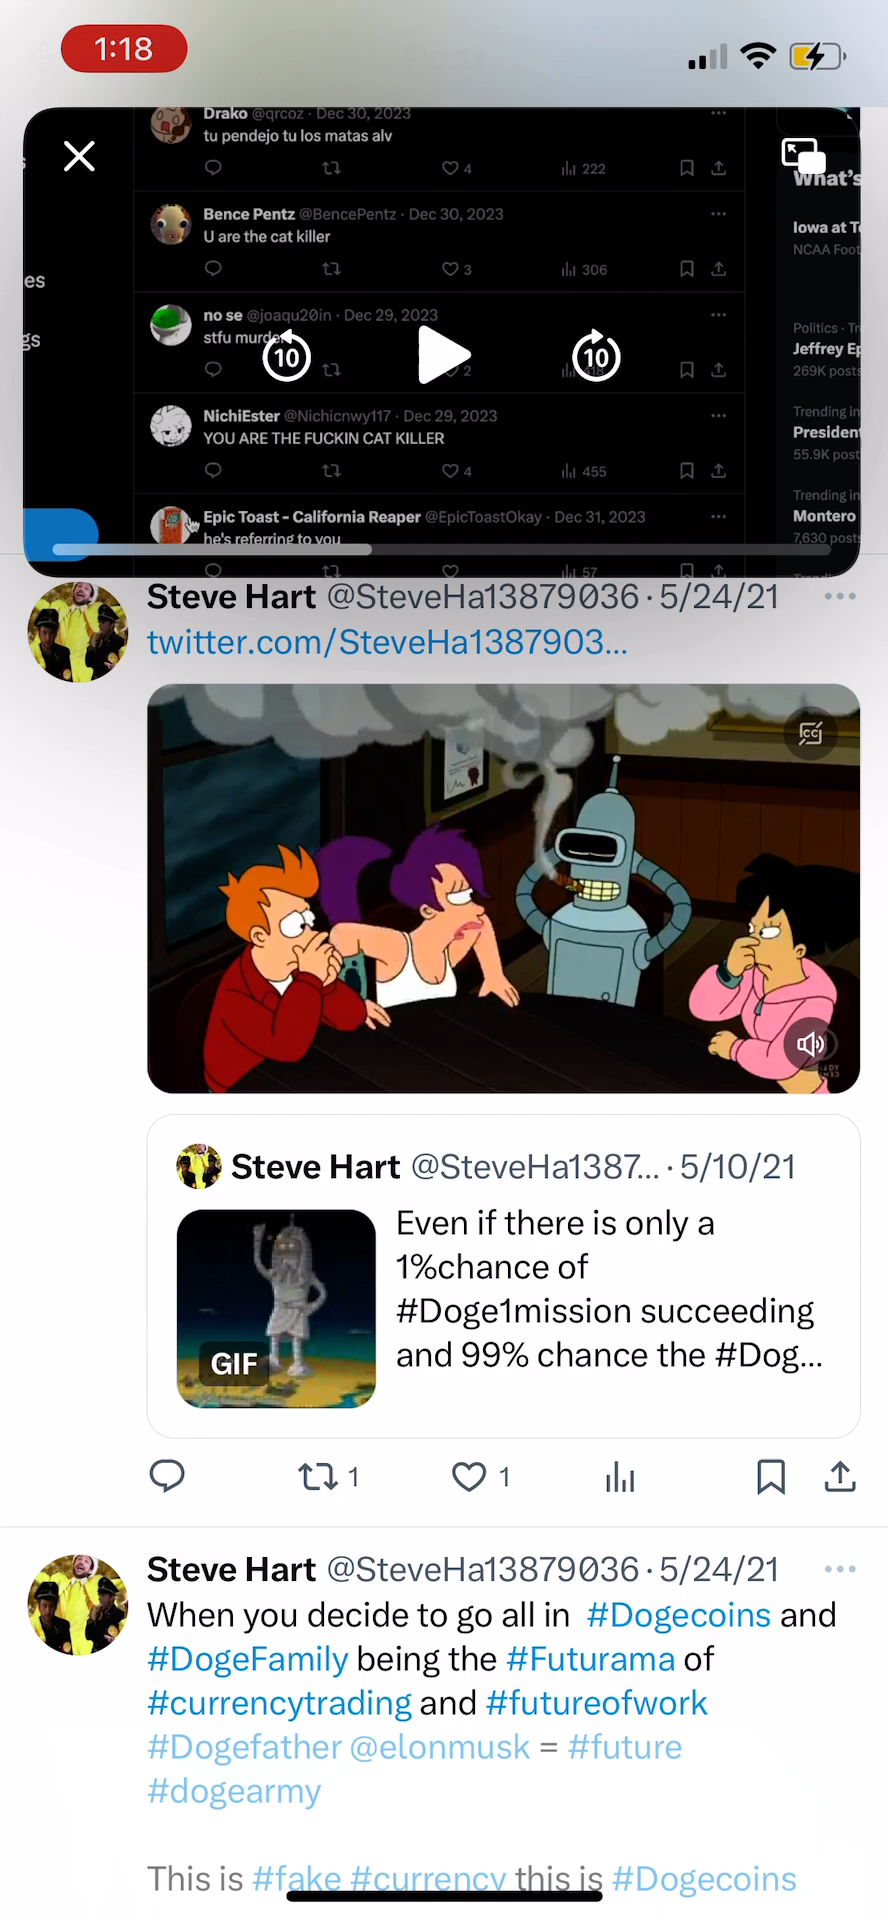 1:18
Drako @qrcoz · Dec 30, 2023
tu pendejo tu los matas alv
4
222
What's
Bence Pentz @BencePentz · Dec 30, 2023
U are the cat killer
3
306
Iowa at T
NCAA Foot
es
gs
no se @joaqu20in · Dec 29, 2023
stfu
10
10
2
Politics · Tr
Jeffrey Ep
269K posts
NichiEster @Nichicnwy117 · Dec 29, 2023
YOU ARE THE FUCKIN CAT KILLER
4
455
Trending in
President
55.9K post
Epic Toast - California Reaper @EpicToastOkay · Dec 31, 2023
he's referring to you
57
Trending in
Montero
7,630 posts
Steve Hart @SteveHa13879036 · 5/24/21
twitter.com/SteveHa1387903...
CC
Steve Hart @SteveHa1387... · 5/10/21
Even if there is only a
1%chance of
#Doge1mission succeeding
and 99% chance the #Dog...
GIF
1
1
Steve Hart @SteveHa13879036 · 5/24/21
When you decide to go all in #Dogecoins and
#DogeFamily being the #Futurama of
#currencytrading and #futureofwork
#Dogefather @elonmusk = #future
#dogearmy
This is #fake #currency this is #Dogecoins